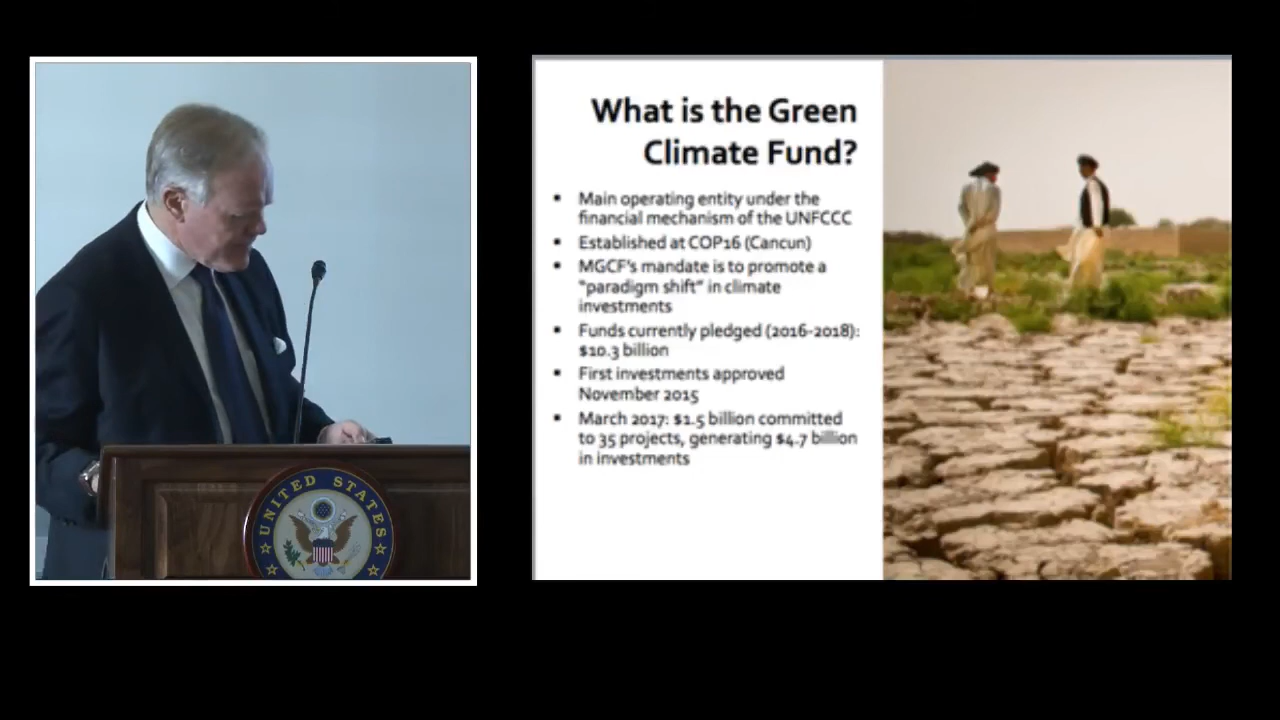 What is the Green
Climate Fund?
▪ Main operating entity under the
financial mechanism of the UNFCCC
▪ Established at COP16 (Cancun)
▪ MGCF's mandate is to promote a
"paradigm shift" in climate
investments
▪ Funds currently pledged (2016-2018):
$10.3 billion
▪ First investments approved
November 2015
▪ March 2017: $1.5 billion committed
to 35 projects, generating $4.7 billion
in investments
UNITED STATES